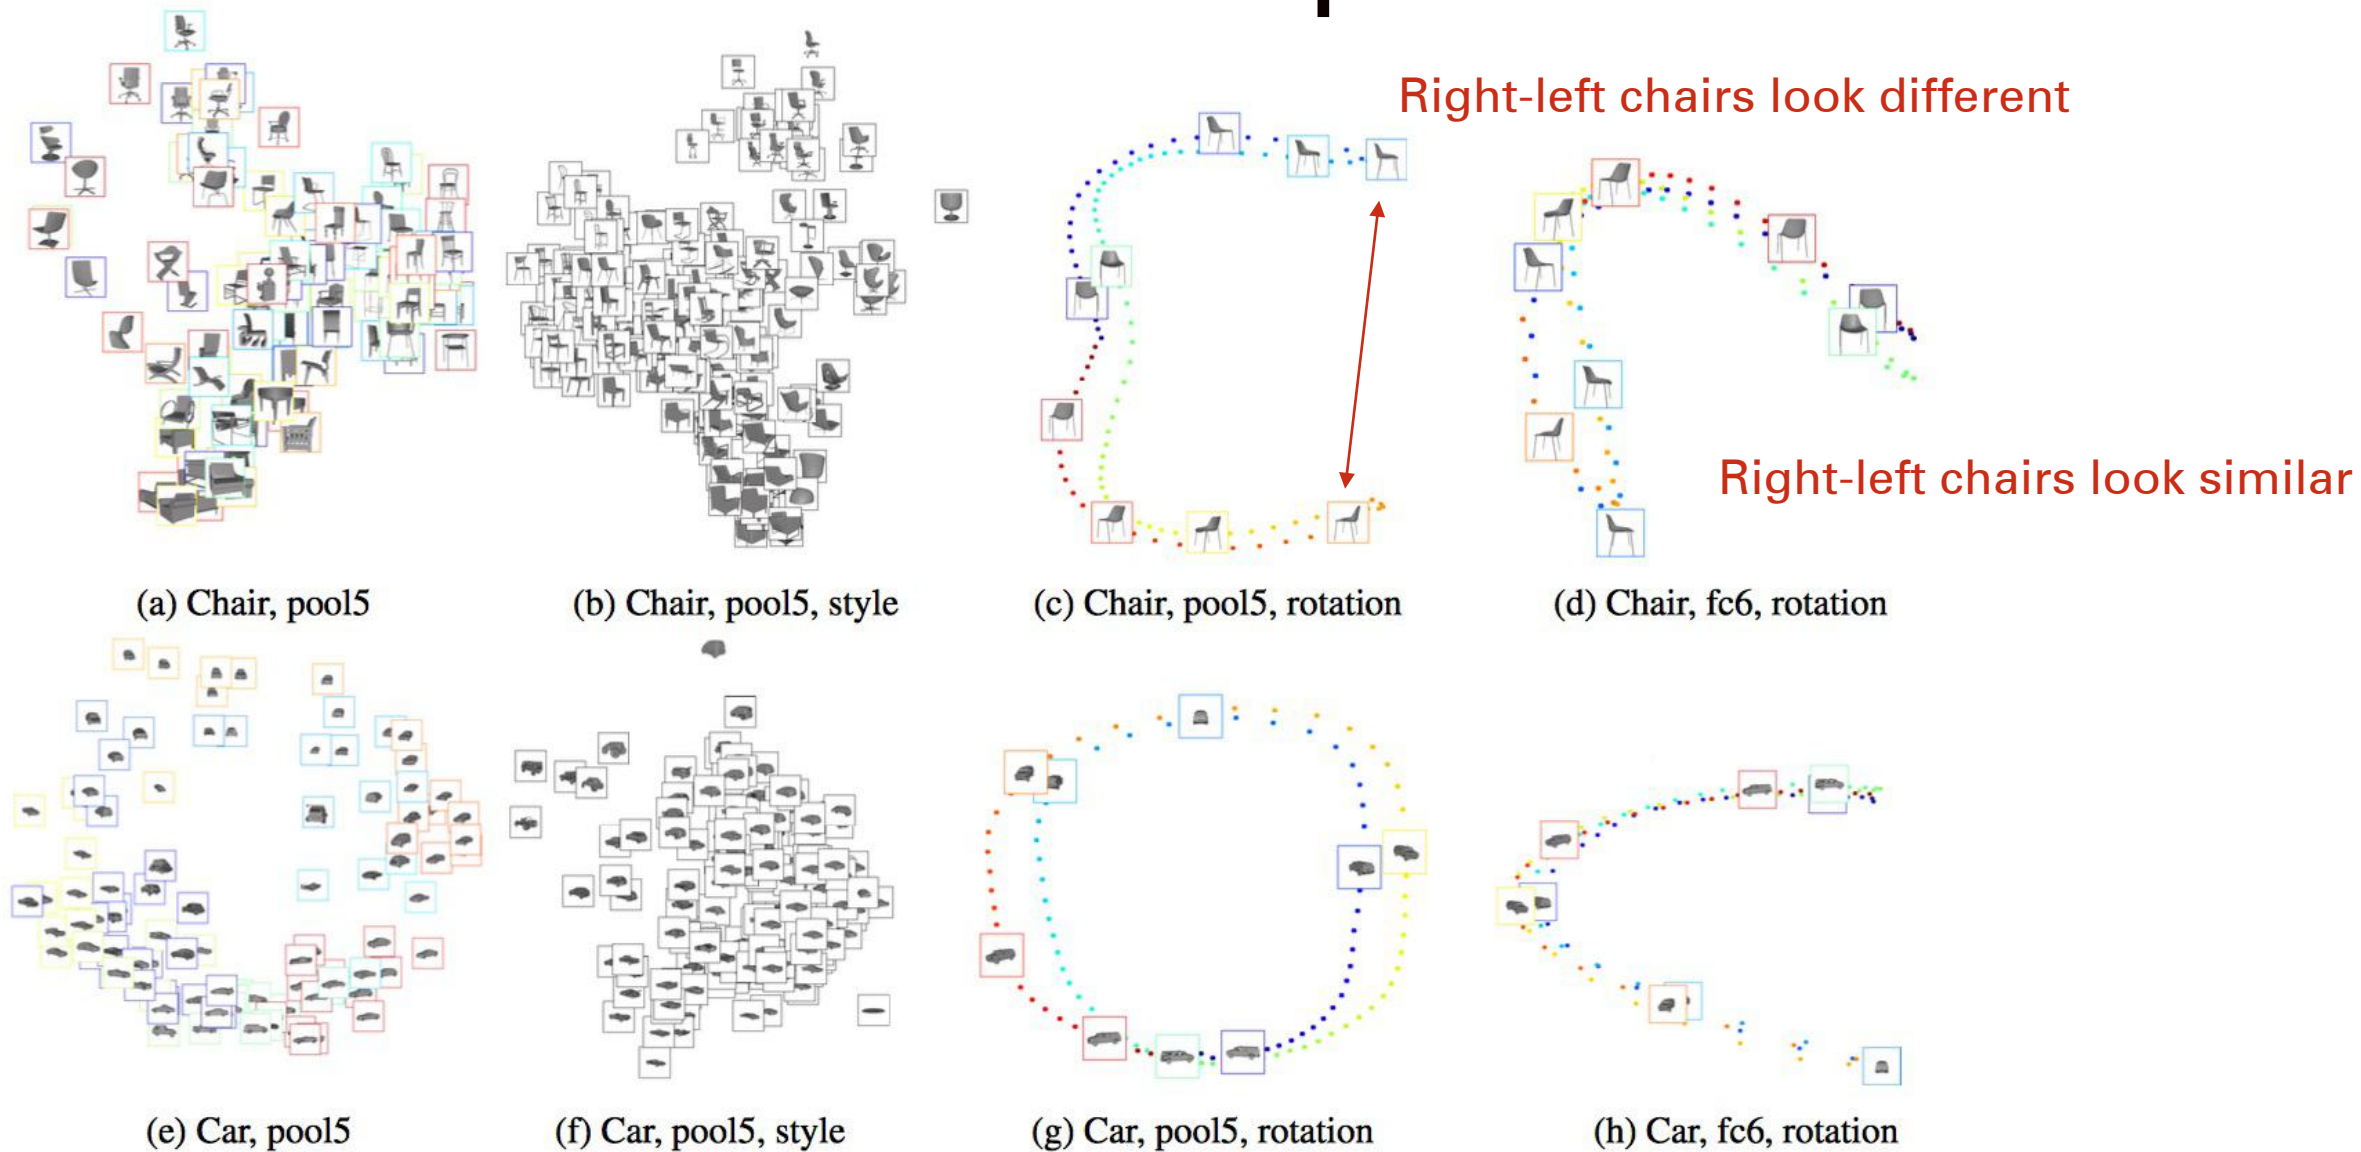 Right-left chairs look different
Right-left chairs look similar
(a) Chair, pool5
(b) Chair, pool5, style
(c) Chair, pool5, rotation
(d) Chair, fc6, rotation
(e) Car, pool5
(f) Car, pool5, style
(g) Car, pool5, rotation
(h) Car, fc6, rotation